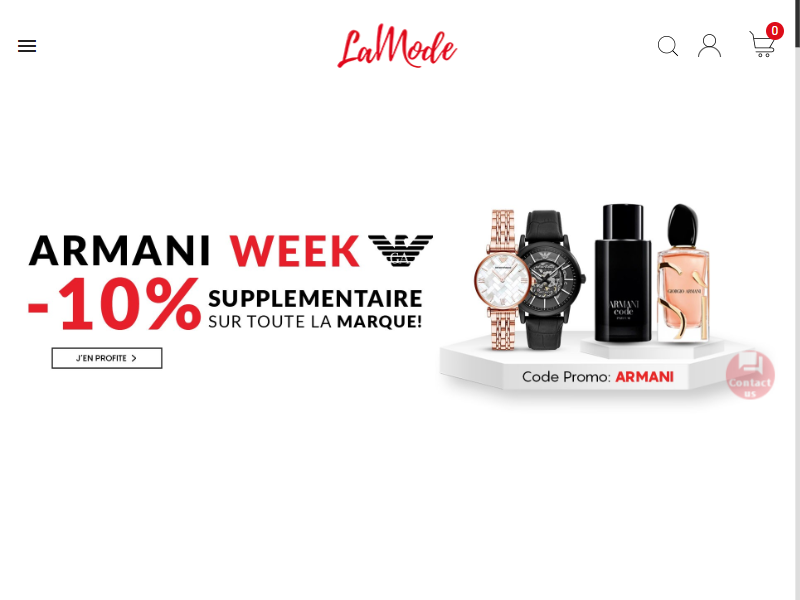 LaMode
0
ARMANI WEEK
-10% SUPPLEMENTAIRE
SUR TOUTE LA MARQUE!
J'EN PROFITE
ARMANI
code
PARFUM
GIORGIO ARMANI
Code Promo: ARMANI
Contact
us